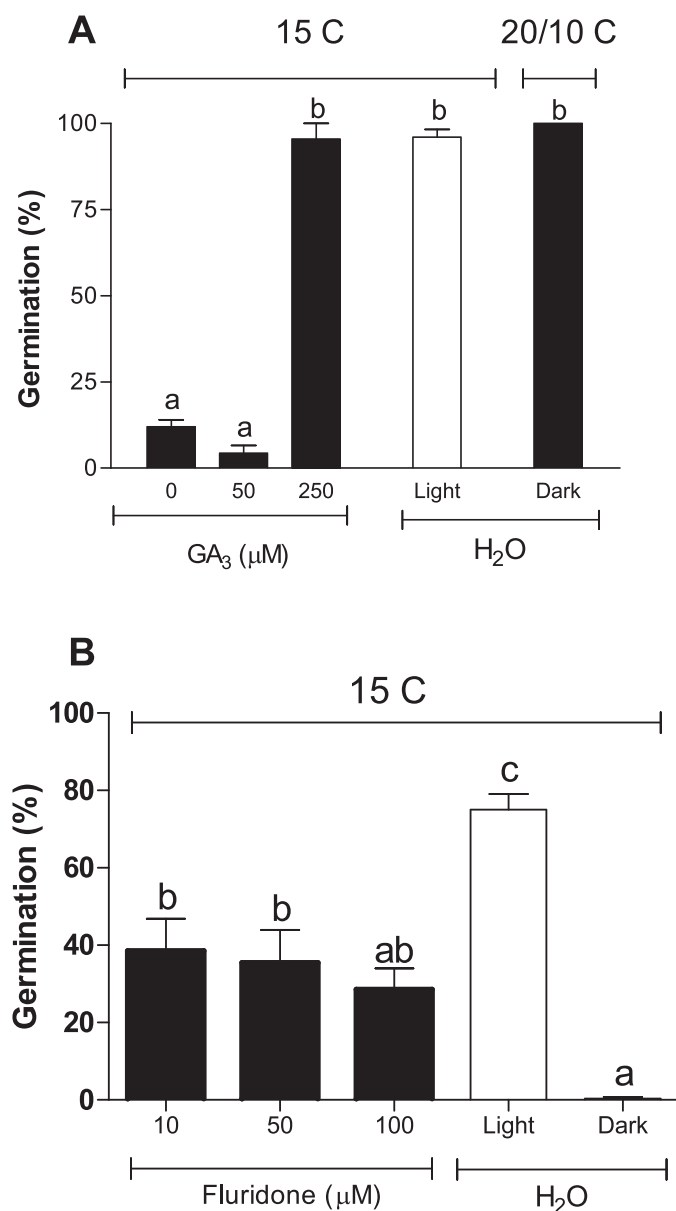 A
15 C
20/10 C
Germination (%)
100
75
50
25
0
a
a
b
b
b
0
50
250
Light
Dark
GA₃ (μM)
H₂O
B
15 C
Germination (%)
100
80
60
40
20
0
b
b
ab
c
a
10
50
100
Light
Dark
Fluridone (μM)
H₂O